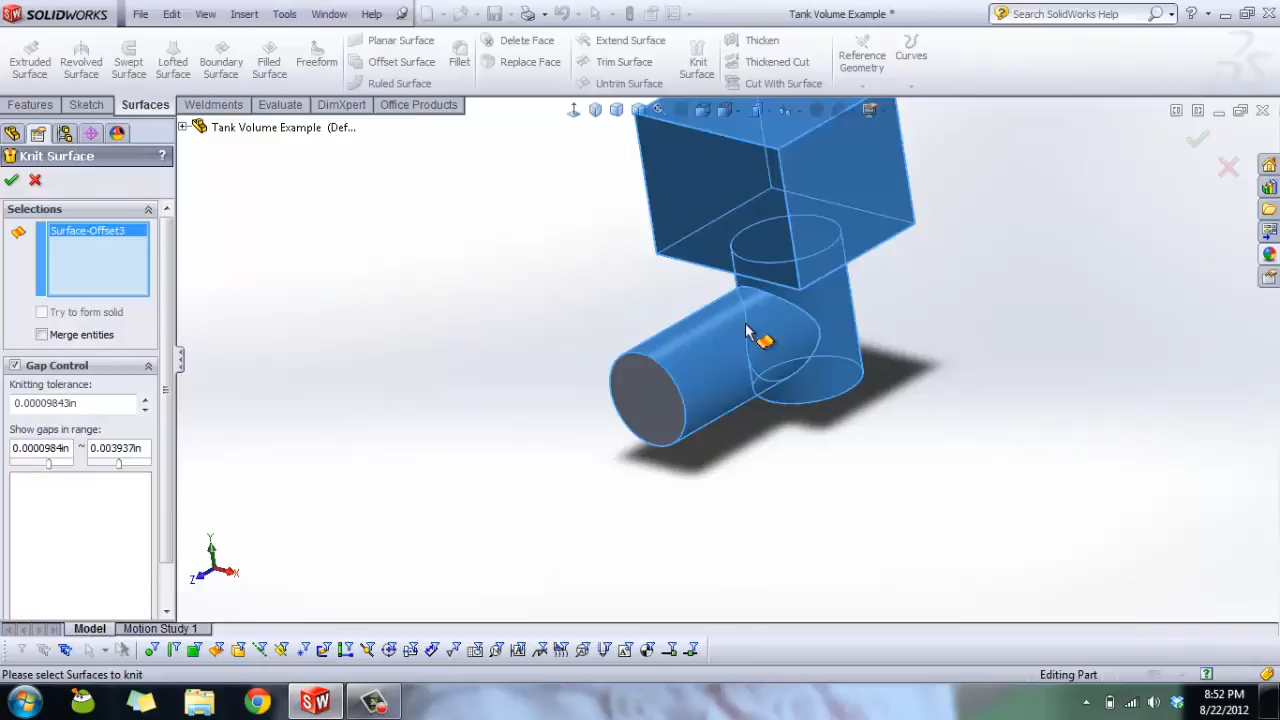 SOLIDWORKS File Edit View Insert Tools Window Help Tank Volume Example * Search SolidWorks Help
Extruded Surface
Revolved Surface
Swept Surface
Lofted Surface
Boundary Surface
Filled Surface
Freeform
Planar Surface
Offset Surface
Ruled Surface
Fillet
Delete Face
Replace Face
Extend Surface
Trim Surface
Untrim Surface
Knit Surface
Thicken
Thickened Cut
Cut With Surface
Reference Geometry
Curves
Features Sketch Surfaces Weldments Evaluate DimXpert Office Products
Tank Volume Example (Def...
Knit Surface ?
Selections
Surface-Offset3
Try to form solid
Merge entities
Gap Control
Knitting tolerance:
0.00009843in
Show gaps in range:
0.0000984in ~ 0.003937in
Y
Z X
Model Motion Study 1
Please select Surfaces to knit Editing Part
8:52 PM
8/22/2012